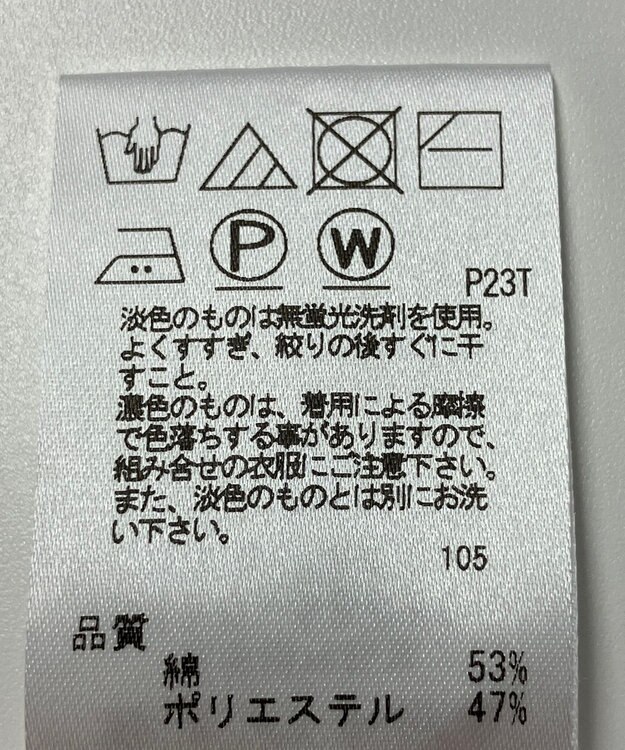 P W
P23T
淡色のものは無蛍光洗剤を使用。
よくすすぎ、絞りの後すぐに干
すこと。
濃色のものは、着用による摩擦
で色落ちする事がありますので、
組み合せの衣服にご注意下さい。
また、淡色のものとは別にお洗
い下さい。
105
品質
綿 53%
ポリエステル 47%